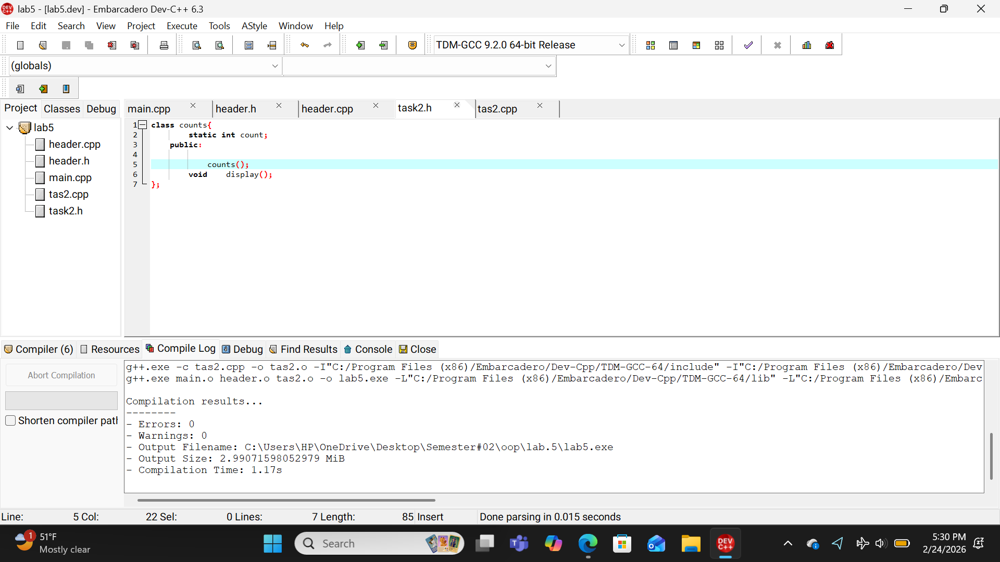 lab5 - [lab5.dev] - Embarcadero Dev-C++ 6.3
File Edit Search View Project Execute Tools AStyle Window Help
TDM-GCC 9.2.0 64-bit Release
(globals)
Project Classes Debug
main.cpp header.h header.cpp task2.h tas2.cpp
lab5
header.cpp
header.h
main.cpp
tas2.cpp
task2.h
1 class counts{
2 static int count;
3 public:
4
5 counts();
6 void display();
7 };
Compiler (6) Resources Compile Log Debug Find Results Console Close
Abort Compilation
Shorten compiler path
g++.exe -c tas2.cpp -o tas2.o -I"C:/Program Files (x86)/Embarcadero/Dev-Cpp/TDM-GCC-64/include" -I"C:/Program Files (x86)/Embarcadero/Dev
g++.exe main.o header.o tas2.o -o lab5.exe -L"C:/Program Files (x86)/Embarcadero/Dev-Cpp/TDM-GCC-64/lib" -L"C:/Program Files (x86)/Embarc
Compilation results...
--------
- Errors: 0
- Warnings: 0
- Output Filename: C:\Users\HP\OneDrive\Desktop\Semester#02\oop\lab.5\lab5.exe
- Output Size: 2.99071598052979 MiB
- Compilation Time: 1.17s
Line: 5 Col: 22 Sel: 0 Lines: 7 Length: 85 Insert Done parsing in 0.015 seconds
1
51°F
Mostly clear
Search
DEV C++
5:30 PM
2/24/2026